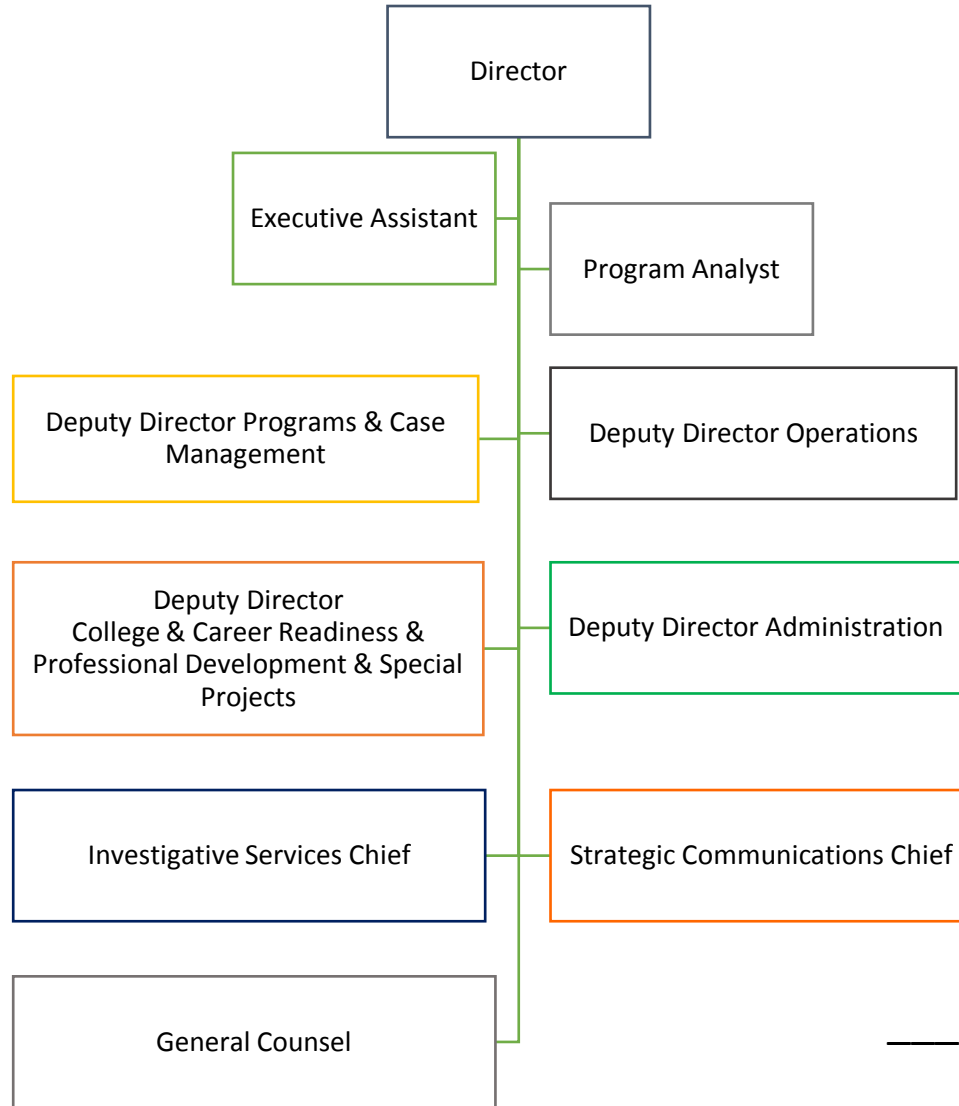 Director
Executive Assistant
Program Analyst
Deputy Director Programs & Case
Management
Deputy Director Operations
Deputy Director
College & Career Readiness &
Professional Development & Special
Projects
Deputy Director Administration
Investigative Services Chief
Strategic Communications Chief
General Counsel